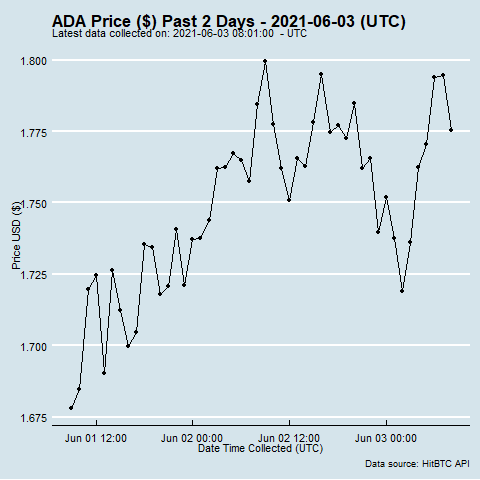 ADA Price ($) Past 2 Days - 2021-06-03 (UTC)
Latest data collected on: 2021-06-03 08:01:00  - UTC
1.800
1.775
1.750
1.725
1.700
1.675
Price USD ($)
Jun 01 12:00
Jun 02 00:00
Jun 02 12:00
Jun 03 00:00
Date Time Collected (UTC)
Data source: HitBTC API